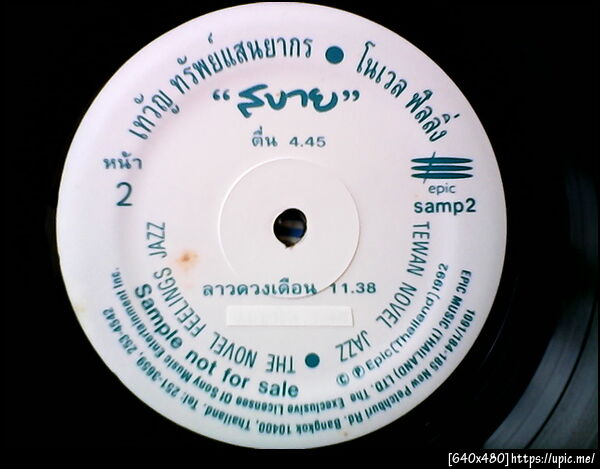 เทวัญ ทรัพย์แสนยากร ● โนเวล ฟีลลิ่ง
“สบาย”
ตื่น 4.45
หน้า
2
epic
samp2
ลาวดวงเดือน 11.38
TEWAN NOVEL JAZZ ● THE NOVEL FEELINGS JAZZ
Sample not for sale
© ℗ Epic [Thailand] 1992
EPIC MUSIC (THAILAND) LTD. The Execlusive Licensee Of Sony Music Entertainment Inc.
1091/184-185 New Petchburi Rd. Bangkok 10400, Thailand. Tel: 251-3659, 253-4542
[640x480]https://upic.me/